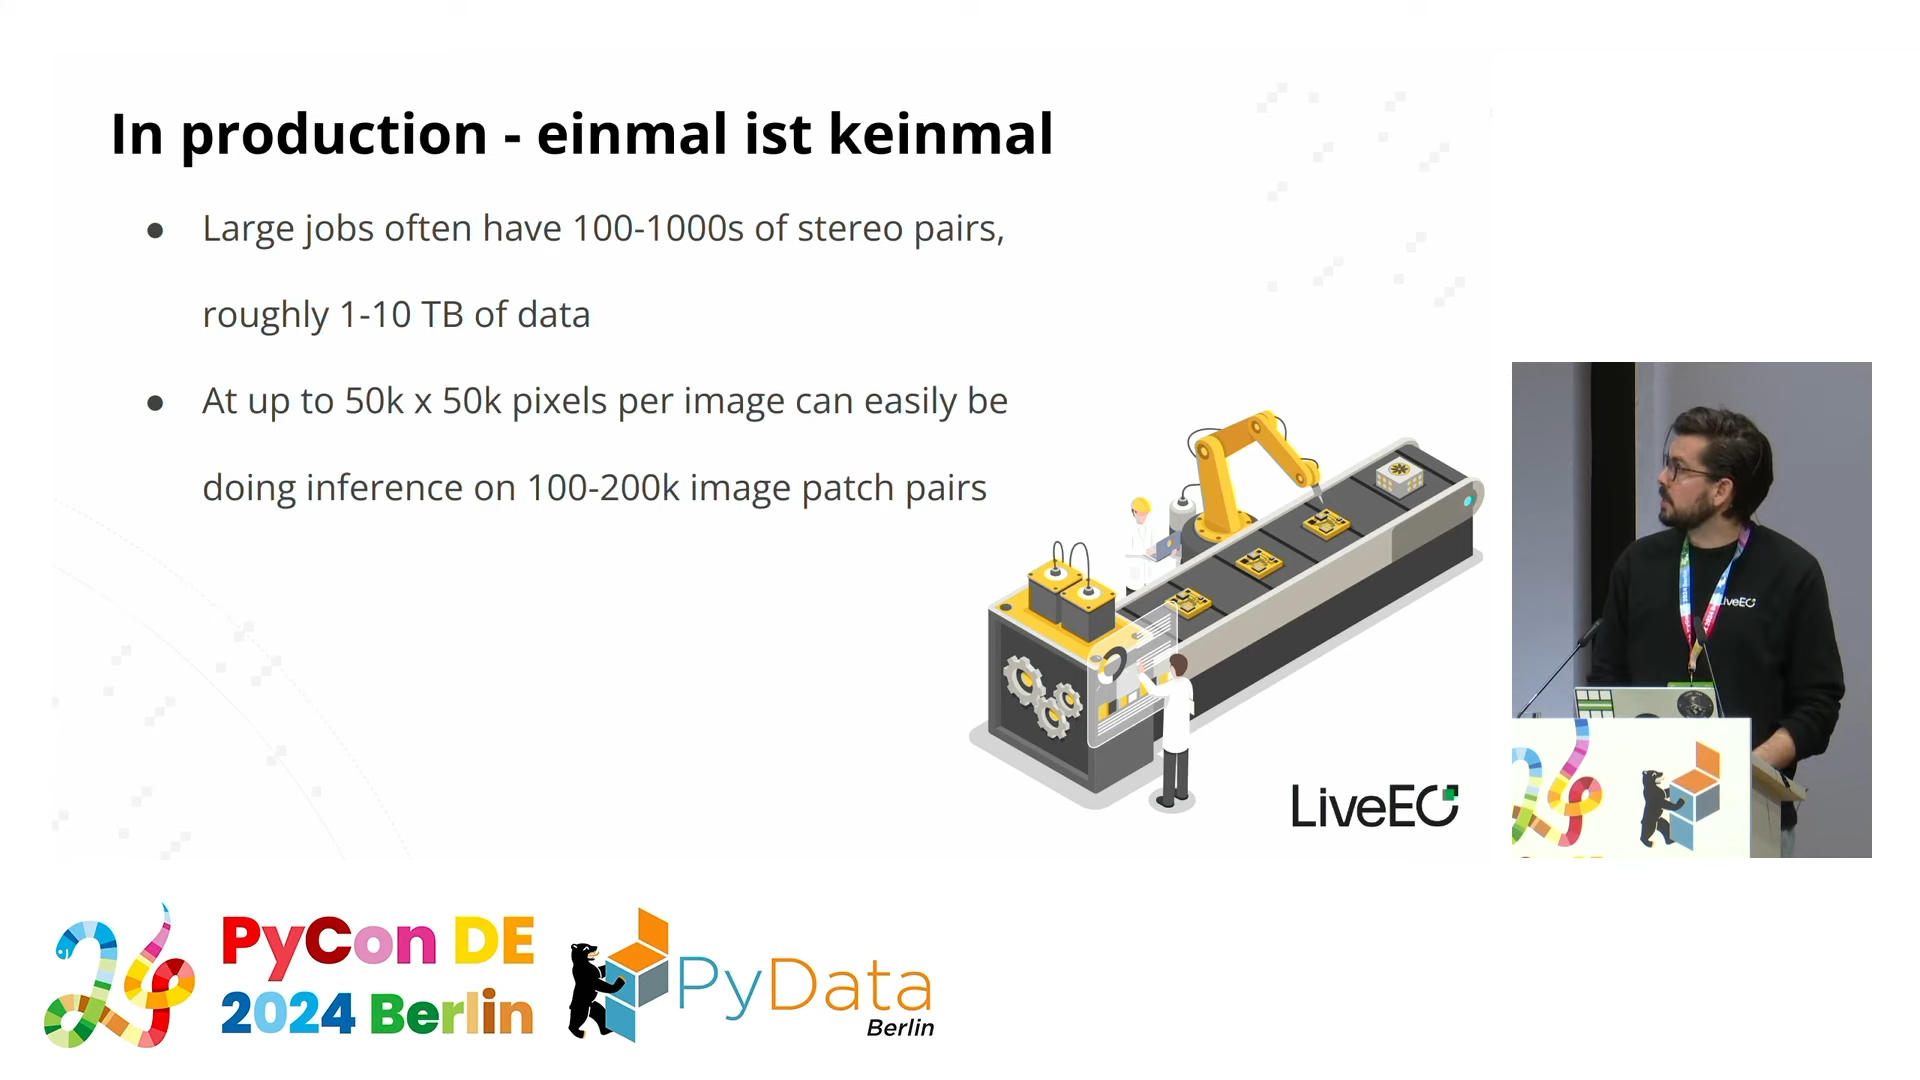 In production - einmal ist keinmal
● Large jobs often have 100-1000s of stereo pairs,
roughly 1-10 TB of data
● At up to 50k x 50k pixels per image can easily be
doing inference on 100-200k image patch pairs
LiveEO
LiveEO
PyCon DE
2024 Berlin
PyData
Berlin